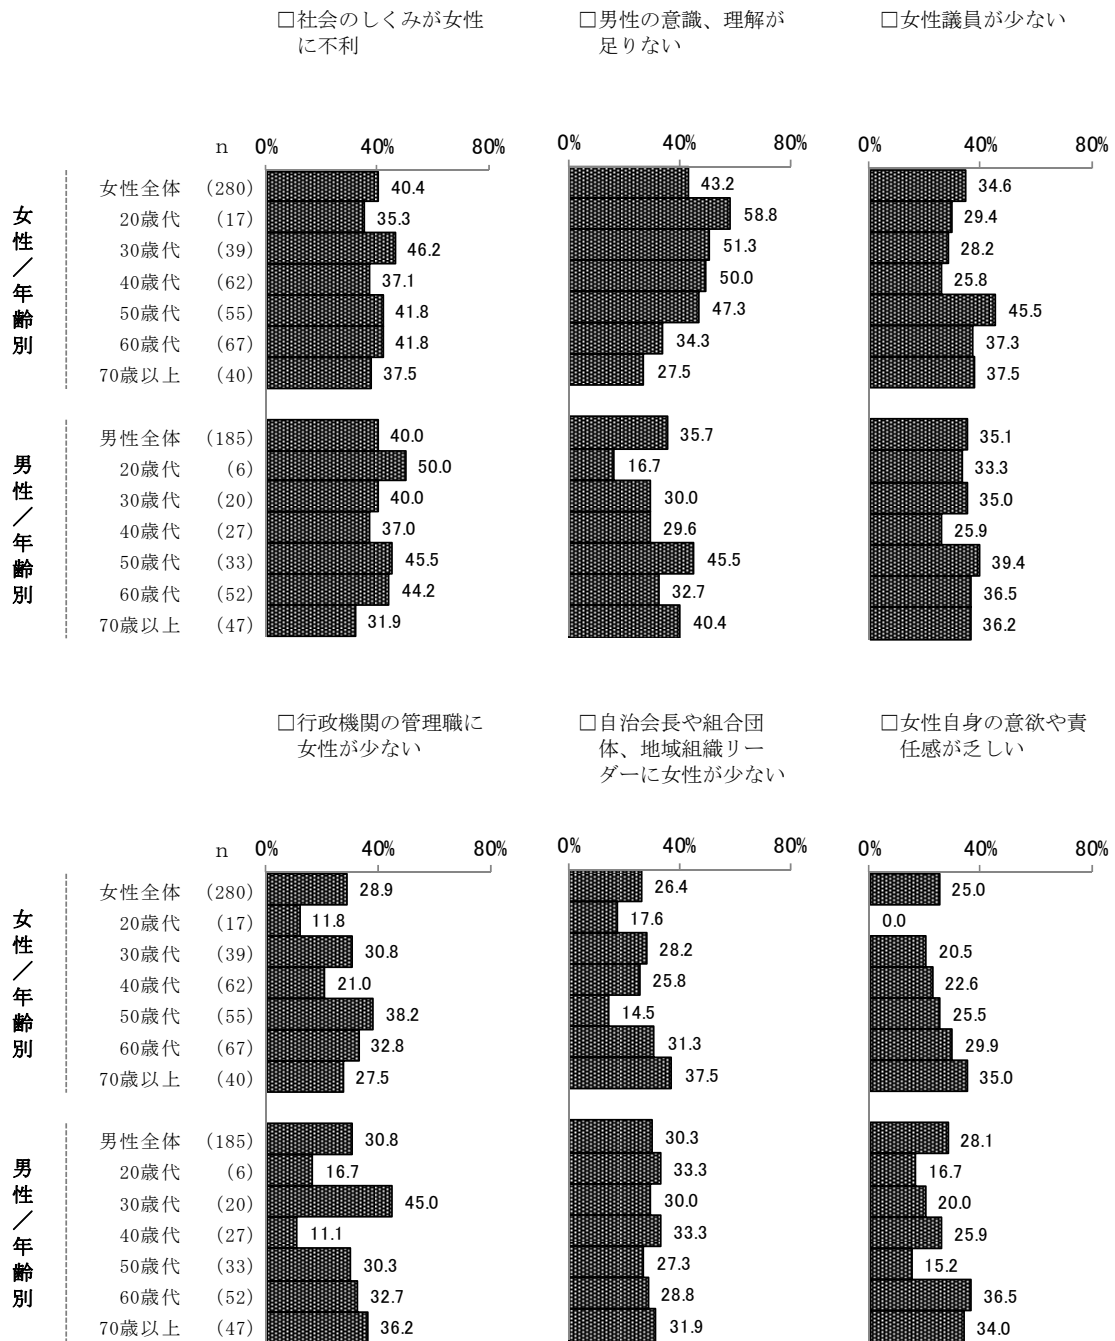 □社会のしくみが女性
に不利
□男性の意識、理解が
足りない
□女性議員が少ない
n 0% 40% 80% 0% 40% 80% 0% 40% 80%
女性／年齢別
女性全体 (280) 40.4 43.2 34.6
20歳代 (17) 35.3 58.8 29.4
30歳代 (39) 46.2 51.3 28.2
40歳代 (62) 37.1 50.0 25.8
50歳代 (55) 41.8 47.3 45.5
60歳代 (67) 41.8 34.3 37.3
70歳以上 (40) 37.5 27.5 37.5
男性／年齢別
男性全体 (185) 40.0 35.7 35.1
20歳代 (6) 50.0 16.7 33.3
30歳代 (20) 40.0 30.0 35.0
40歳代 (27) 37.0 29.6 25.9
50歳代 (33) 45.5 45.5 39.4
60歳代 (52) 44.2 32.7 36.5
70歳以上 (47) 31.9 40.4 36.2
□行政機関の管理職に
女性が少ない
□自治会長や組合団
体、地域組織リー
ダーに女性が少ない
□女性自身の意欲や責
任感が乏しい
n 0% 40% 80% 0% 40% 80% 0% 40% 80%
女性／年齢別
女性全体 (280) 28.9 26.4 25.0
20歳代 (17) 11.8 17.6 0.0
30歳代 (39) 30.8 28.2 20.5
40歳代 (62) 21.0 25.8 22.6
50歳代 (55) 38.2 14.5 25.5
60歳代 (67) 32.8 31.3 29.9
70歳以上 (40) 27.5 37.5 35.0
男性／年齢別
男性全体 (185) 30.8 30.3 28.1
20歳代 (6) 16.7 33.3 16.7
30歳代 (20) 45.0 30.0 20.0
40歳代 (27) 11.1 33.3 25.9
50歳代 (33) 30.3 27.3 15.2
60歳代 (52) 32.7 28.8 36.5
70歳以上 (47) 36.2 31.9 34.0